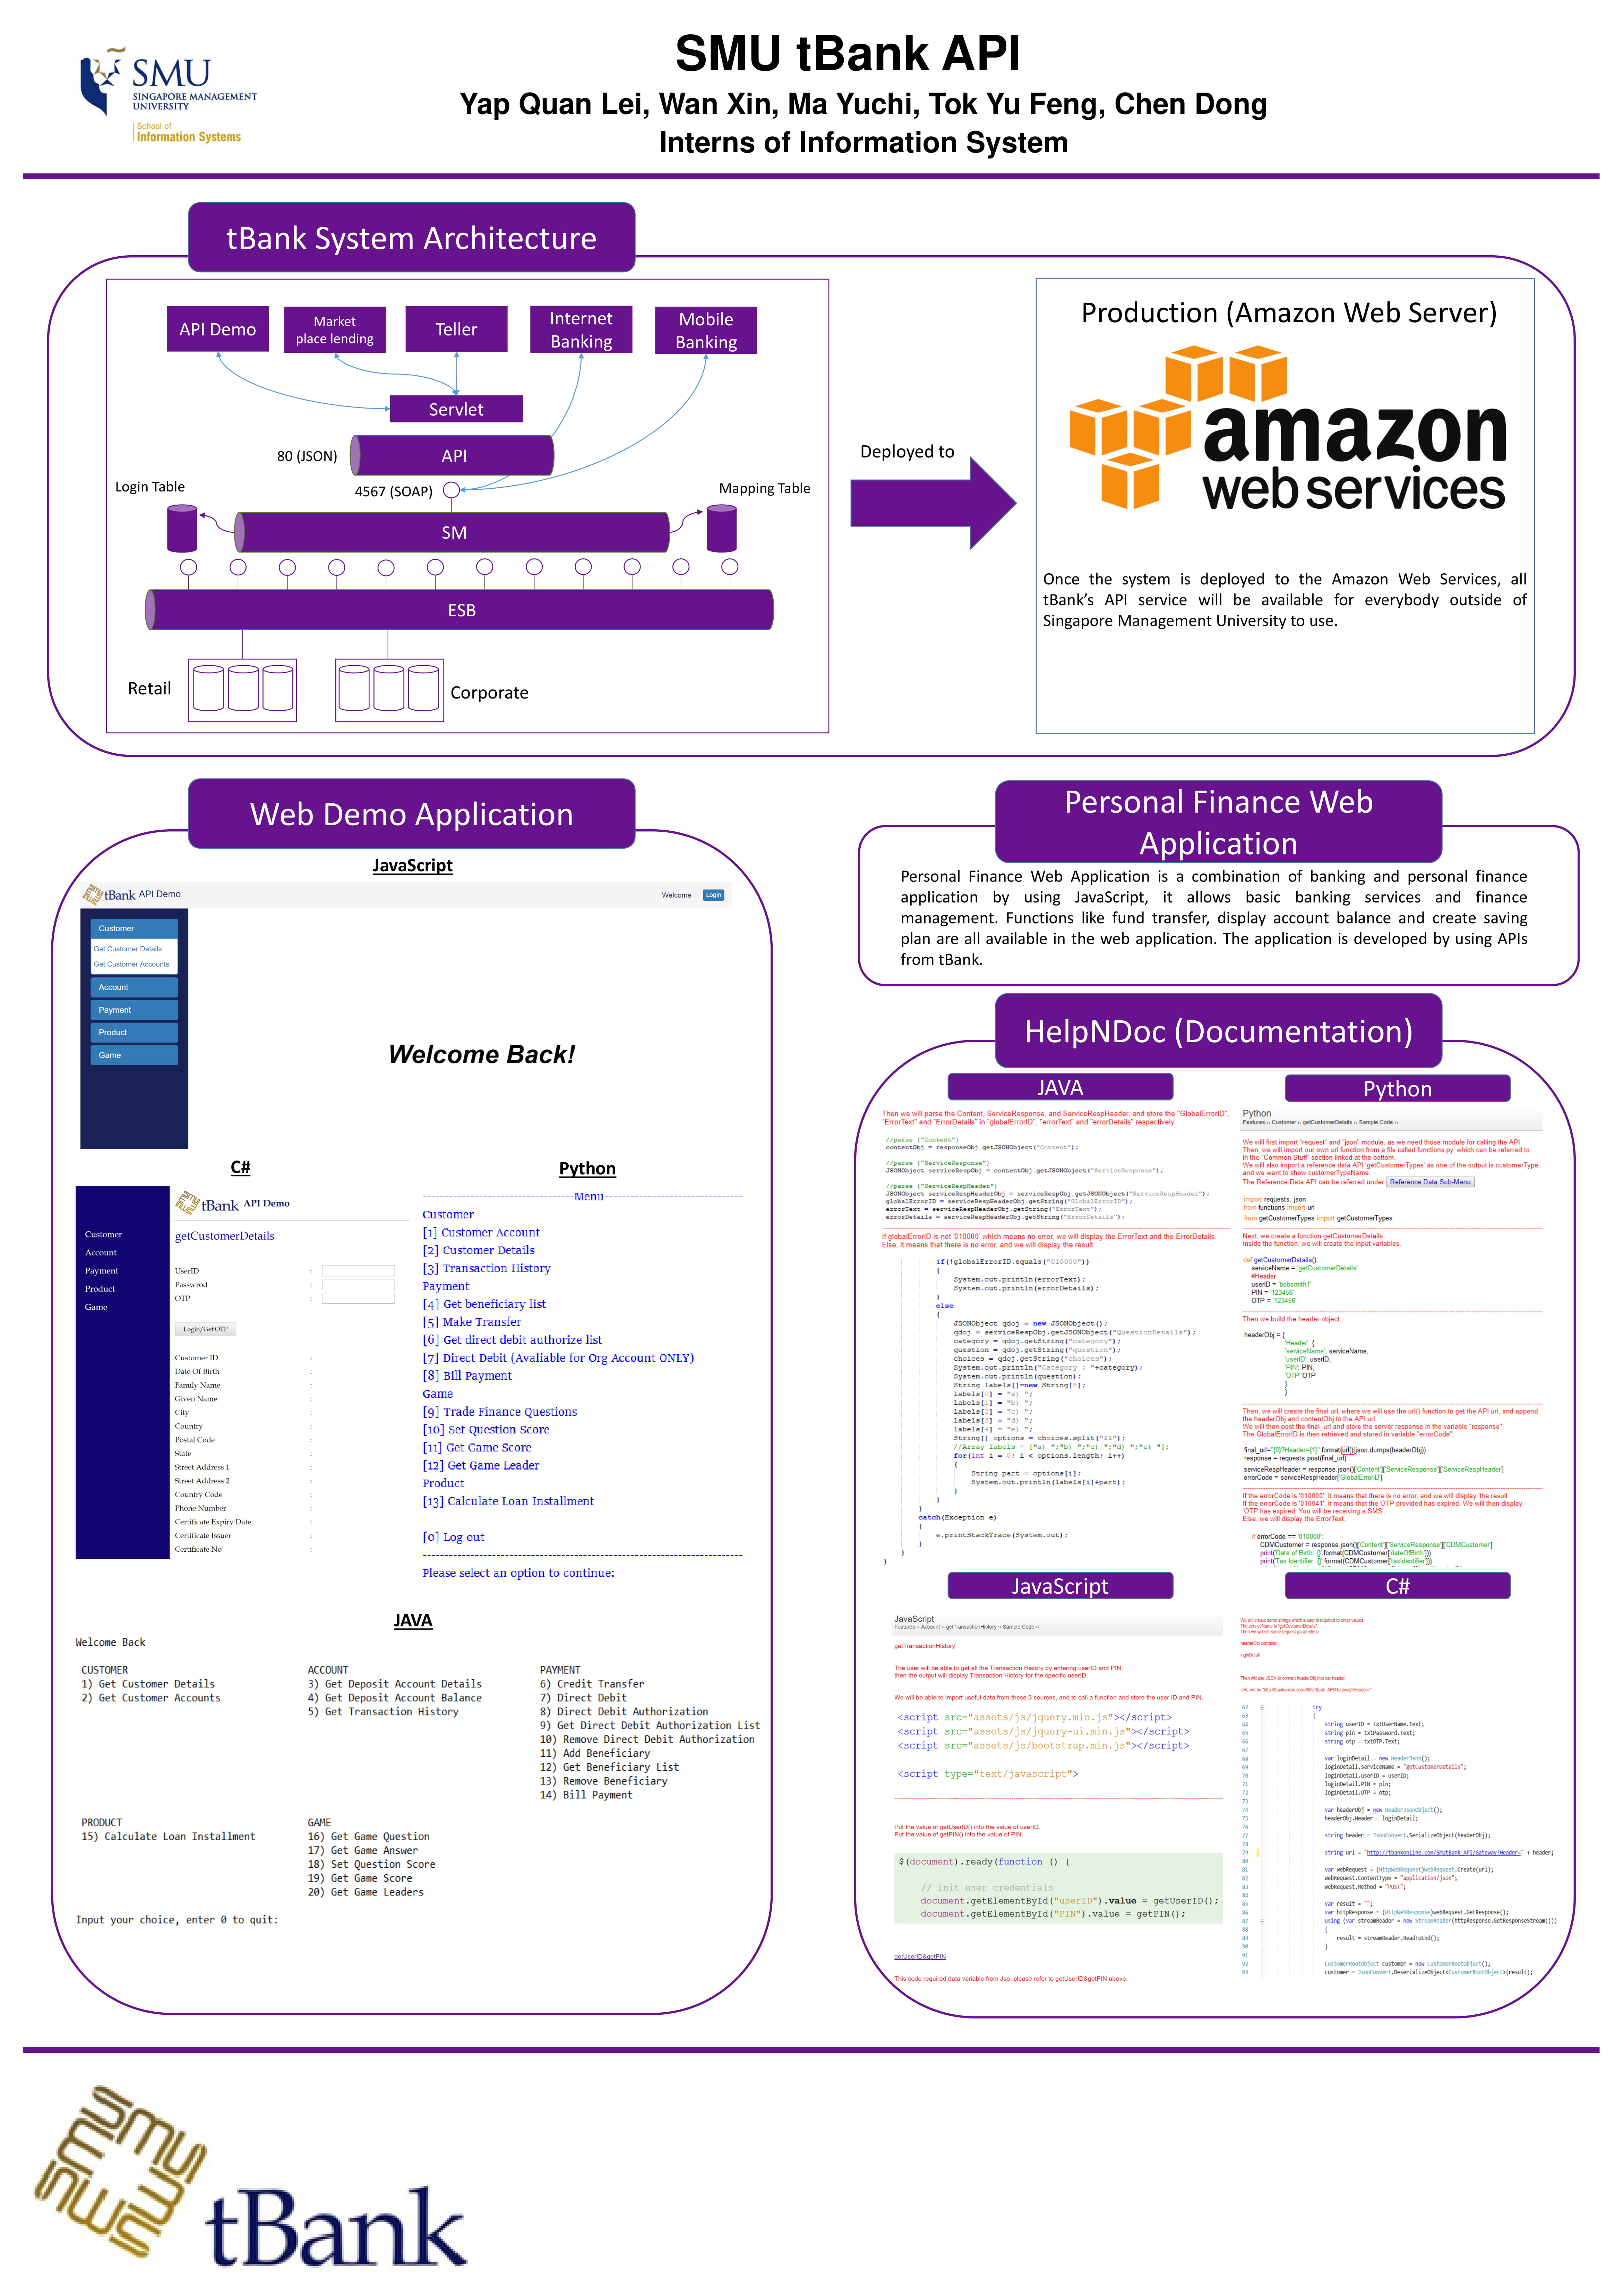 SMU
SINGAPORE MANAGEMENT
UNIVERSITY
School of
Information Systems
SMU tBank API
Yap Quan Lei, Wan Xin, Ma Yuchi, Tok Yu Feng, Chen Dong
Interns of Information System
tBank System Architecture
API Demo
Market
place lending
Teller
Internet
Banking
Mobile
Banking
Servlet
80 (JSON)
API
4567 (SOAP)
Login Table
Mapping Table
SM
ESB
Retail
Corporate
Deployed to
Production (Amazon Web Server)
amazon
web services
Once the system is deployed to the Amazon Web Services, all
tBank's API service will be available for everybody outside of
Singapore Management University to use.
Web Demo Application
JavaScript
tBank API Demo
Welcome
Login
Customer
Get Customer Details
Get Customer Accounts
Account
Payment
Product
Game
Welcome Back!
C#
tBank API Demo
Customer
Account
Payment
Product
Game
getCustomerDetails
UserID :
Passwrod :
OTP :
Login/Get OTP
Customer ID :
Date Of Birth :
Family Name :
Given Name :
City :
Country :
Postal Code :
State :
Street Address 1 :
Street Address 2 :
Country Code :
Phone Number :
Certificate Expiry Date :
Certificate Issuer :
Certificate No :
Python
-----------------------------------Menu--------------------------------
Customer
[1] Customer Account
[2] Customer Details
[3] Transaction History
Payment
[4] Get beneficiary list
[5] Make Transfer
[6] Get direct debit authorize list
[7] Direct Debit (Avaliable for Org Account ONLY)
[8] Bill Payment
Game
[9] Trade Finance Questions
[10] Set Question Score
[11] Get Game Score
[12] Get Game Leader
Product
[13] Calculate Loan Installment
[0] Log out
--------------------------------------------------------------------------
Please select an option to continue:
JAVA
Welcome Back
CUSTOMER
1) Get Customer Details
2) Get Customer Accounts
ACCOUNT
3) Get Deposit Account Details
4) Get Deposit Account Balance
5) Get Transaction History
PAYMENT
6) Credit Transfer
7) Direct Debit
8) Direct Debit Authorization
9) Get Direct Debit Authorization List
10) Remove Direct Debit Authorization
11) Add Beneficiary
12) Get Beneficiary List
13) Remove Beneficiary
14) Bill Payment
PRODUCT
15) Calculate Loan Installment
GAME
16) Get Game Question
17) Get Game Answer
18) Set Question Score
19) Get Game Score
20) Get Game Leaders
Input your choice, enter 0 to quit:
Personal Finance Web
Application
Personal Finance Web Application is a combination of banking and personal finance
application by using JavaScript, it allows basic banking services and finance
management. Functions like fund transfer, display account balance and create saving
plan are all available in the web application. The application is developed by using APIs
from tBank.
HelpNDoc (Documentation)
JAVA
Then we will parse the Content, ServiceResponse, and ServiceRespHeader, and store the "GlobalErrorID",
"ErrorText" and "ErrorDetails" in "globalErrorID", "errorText" and "errorDetails" respectively.
//parse {"Content"}
contentObj = responseObj.getJSONObject("Content");
//parse {"ServiceResponse"}
JSONObject serviceRespObj = contentObj.getJSONObject("ServiceResponse");
//parse {"ServiceRespHeader"}
JSONObject serviceRespHeaderObj = serviceRespObj.getJSONObject("ServiceRespHeader");
globalErrorID = serviceRespHeaderObj.getString("GlobalErrorID");
errorText = serviceRespHeaderObj.getString("ErrorText");
errorDetails = serviceRespHeaderObj.getString("ErrorDetails");
If globalErrorID is not '010000' which means no error, we will display the ErrorText and the ErrorDetails.
Else, it means that there is no error, and we will display the result.
if(!globalErrorID.equals("010000"))
{
System.out.println(errorText);
System.out.println(errorDetails);
}
else
{
JSONObject qdoj = new JSONObject();
qdoj = serviceRespObj.getJSONObject("QuestionDetails");
category = qdoj.getString("category");
question = qdoj.getString("question");
choices = qdoj.getString("choices");
System.out.println("Category : "+category);
System.out.println(question);
String labels[]=new String[5];
labels[0] = "a) ";
labels[1] = "b) ";
labels[2] = "c) ";
labels[3] = "d) ";
labels[4] = "e) ";
String[] options = choices.split("&&");
//Array labels = ["a) ";"b) ";"c) ";"d) ";"e) "];
for(int i = 0; i < options.length; i++)
{
String part = options[i];
System.out.println(labels[i]+part);
}
}
catch(Exception e)
{
e.printStackTrace(System.out);
}
}
}
Python
Python
Features ›› Customer ›› getCustomerDetails ›› Sample Code ››
We will first import "request" and "json" module, as we need those module for calling the API
Then, we will import our own url function from a file called functions.py, which can be referred to
in the "Common Stuff" section linked at the bottom.
We will also import a reference data API 'getCustomerTypes' as one of the output is customerType,
and we want to show customerTypeName.
The Reference Data API can be referred under Reference Data Sub-Menu
import requests, json
from functions import url
from getCustomerTypes import getCustomerTypes
Next, we create a function getCustomerDetails
Inside the function, we will create the input variables.
def getCustomerDetails():
serviceName = 'getCustomerDetails'
#Header
userID = 'bobsmith1'
PIN = '123456'
OTP = '123456'
Then we build the header object.
headerObj = {
'Header': {
'serviceName': serviceName,
'userID': userID,
'PIN': PIN,
'OTP':OTP
}
}
Then, we will create the final url, where we will use the url() function to get the API url, and append
the headerObj and contentObj to the API url.
We will then post the final_url and store the server response in the variable "response".
The GlobalErrorID is then retrieved and stored in variable "errorCode".
final_url="{0}?Header={1}".format(url(),json.dumps(headerObj))
response = requests.post(final_url)
serviceRespHeader = response.json()['Content']['ServiceResponse']['ServiceRespHeader']
errorCode = serviceRespHeader['GlobalErrorID']
If the errorCode is '010000', it means that there is no error, and we will display 'the result.
If the errorCode is '010041', it means that the OTP provided has expired. We will then display
'OTP has expired. You will be receiving a SMS'.
Else, we will display the ErrorText.
if errorCode == '010000':
CDMCustomer = response.json()['Content']['ServiceResponse']['CDMCustomer']
print('Date of Birth: {}'.format(CDMCustomer['dateOfBirth']))
print('Tax Identifier: {}'.format(CDMCustomer['taxIdentifier']))
JavaScript
JavaScript
Features ›› Account ›› getTransactionHistory ›› Sample Code ››
getTransactionHistory
The user will be able to get all the Transaction History by entering userID and PIN,
then the output will display Transaction History for the specific userID.
We will be able to import useful data from these 3 sources, and to call a function and store the user ID and PIN.
<script src="assets/js/jquery.min.js"></script>
<script src="assets/js/jquery-ui.min.js"></script>
<script src="assets/js/bootstrap.min.js"></script>
<script type="text/javascript">
Put the value of getUserID() into the value of userID.
Put the value of getPIN() into the value of PIN.
$(document).ready(function () {
// init user credentials
document.getElementById("userID").value = getUserID();
document.getElementById("PIN").value = getPIN();
getUserID&getPIN
This code required data variable from Jsp, please refer to getUserID&getPIN above.
C#
We will create some strings which a user is required to enter values.
The serviceName is "getCustomerDetails".
Then we will set some request parameters:
headerObj contains:
loginDetail
Then will use JSON to convert headerObj into var header.
URL will be "http://tbankonline.com/SMUtBank_API/Gateway?Header="
62 try
63 {
64 string userID = txtUserName.Text;
65 string pin = txtPassword.Text;
66 string otp = txtOTP.Text;
67
68 var loginDetail = new HeaderJson();
69 loginDetail.serviceName = "getCustomerDetails";
70 loginDetail.userID = userID;
71 loginDetail.PIN = pin;
72 loginDetail.OTP = otp;
73
74 var headerObj = new HeaderJsonObject();
75 headerObj.Header = loginDetail;
76
77 string header = JsonConvert.SerializeObject(headerObj);
78
79 string url = "http://tbankonline.com/SMUtBank_API/Gateway?Header=" + header;
80
81 var webRequest = (HttpWebRequest)WebRequest.Create(url);
82 webRequest.ContentType = "application/json";
83 webRequest.Method = "POST";
84
85 var result = "";
86 var httpResponse = (HttpWebResponse)webRequest.GetResponse();
87 using (var streamReader = new StreamReader(httpResponse.GetResponseStream()))
88 {
89 result = streamReader.ReadToEnd();
90 }
91
92 CustomerRootObject customer = new CustomerRootObject();
93 customer = JsonConvert.DeserializeObject<CustomerRootObject>(result);
smu smu smu smu
tBank